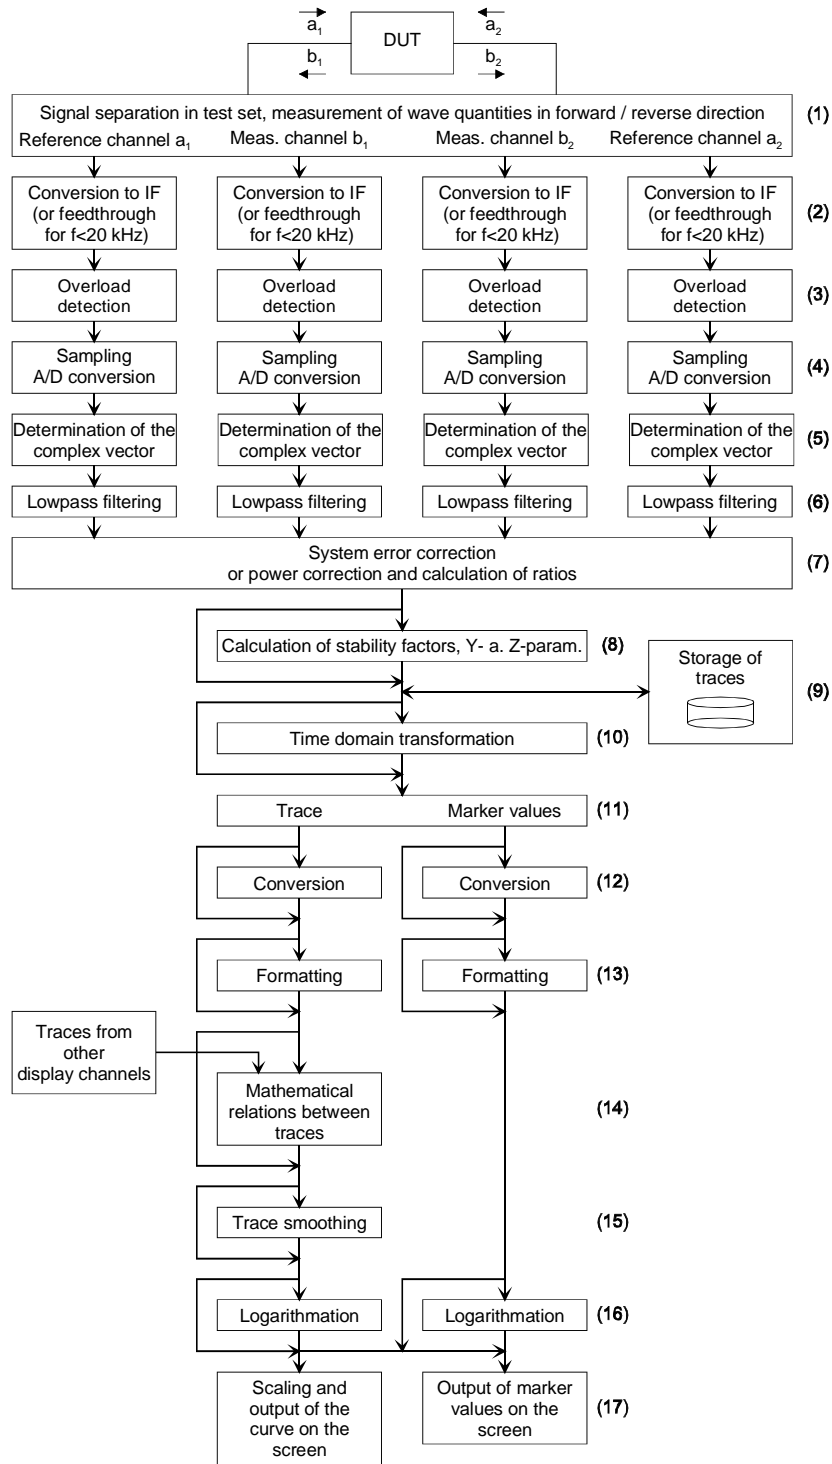 a1
a2
DUT
b1
b2
Signal separation in test set, measurement of wave quantities in forward / reverse direction
(1)
Reference channel a1 Meas. channel b1 Meas. channel b2 Reference channel a2
Conversion to IF
(or feedthrough
for f<20 kHz)
Conversion to IF
(or feedthrough
for f<20 kHz)
Conversion to IF
(or feedthrough
for f<20 kHz)
Conversion to IF
(or feedthrough
for f<20 kHz)
(2)
Overload
detection
Overload
detection
Overload
detection
Overload
detection
(3)
Sampling
A/D conversion
Sampling
A/D conversion
Sampling
A/D conversion
Sampling
A/D conversion
(4)
Determination of the
complex vector
Determination of the
complex vector
Determination of the
complex vector
Determination of the
complex vector
(5)
Lowpass filtering
Lowpass filtering
Lowpass filtering
Lowpass filtering
(6)
System error correction
or power correction and calculation of ratios
(7)
Calculation of stability factors, Y- a. Z-param.
(8)
Storage of
traces
(9)
Time domain transformation
(10)
Trace
Marker values
(11)
Conversion
Conversion
(12)
Formatting
Formatting
(13)
Traces from
other
display channels
Mathematical
relations between
traces
(14)
Trace smoothing
(15)
Logarithmation
Logarithmation
(16)
Scaling and
output of the
curve on the
screen
Output of marker
values on the
screen
(17)